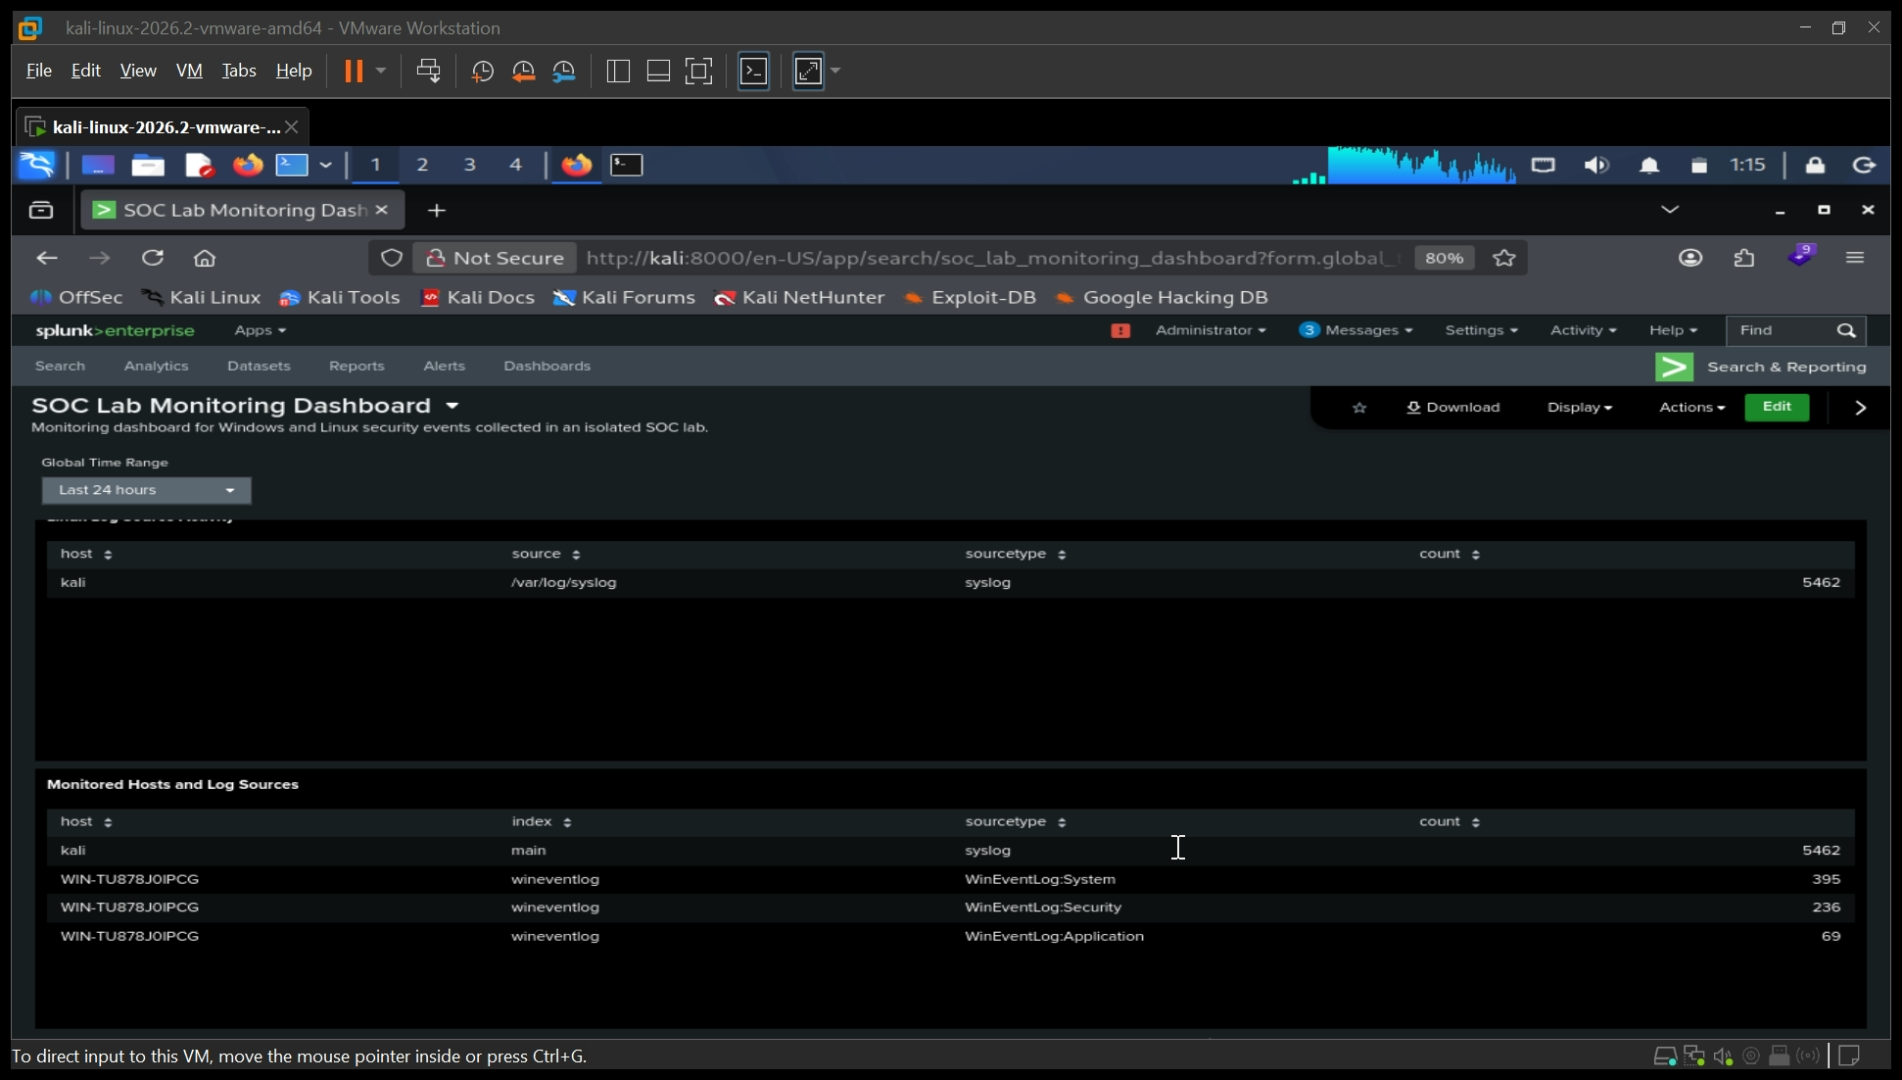 kali-linux-2026.2-vmware-amd64 - VMware Workstation
File Edit View VM Tabs Help
kali-linux-2026.2-vmware-...
1 2 3 4 1:15
SOC Lab Monitoring Dash
Not Secure http://kali:8000/en-US/app/search/soc_lab_monitoring_dashboard?form.global_ 80% 9
OffSec Kali Linux Kali Tools Kali Docs Kali Forums Kali NetHunter Exploit-DB Google Hacking DB
splunk>enterprise Apps ! Administrator 3 Messages Settings Activity Help Find
Search Analytics Datasets Reports Alerts Dashboards Search & Reporting
SOC Lab Monitoring Dashboard Download Display Actions Edit
Monitoring dashboard for Windows and Linux security events collected in an isolated SOC lab.
Global Time Range
Last 24 hours
Linux Log Source Activity
host source sourcetype count
kali /var/log/syslog syslog 5462
Monitored Hosts and Log Sources
host index sourcetype count
kali main syslog 5462
WIN-TU878J0IPCG wineventlog WinEventLog:System 395
WIN-TU878J0IPCG wineventlog WinEventLog:Security 236
WIN-TU878J0IPCG wineventlog WinEventLog:Application 69
To direct input to this VM, move the mouse pointer inside or press Ctrl+G.